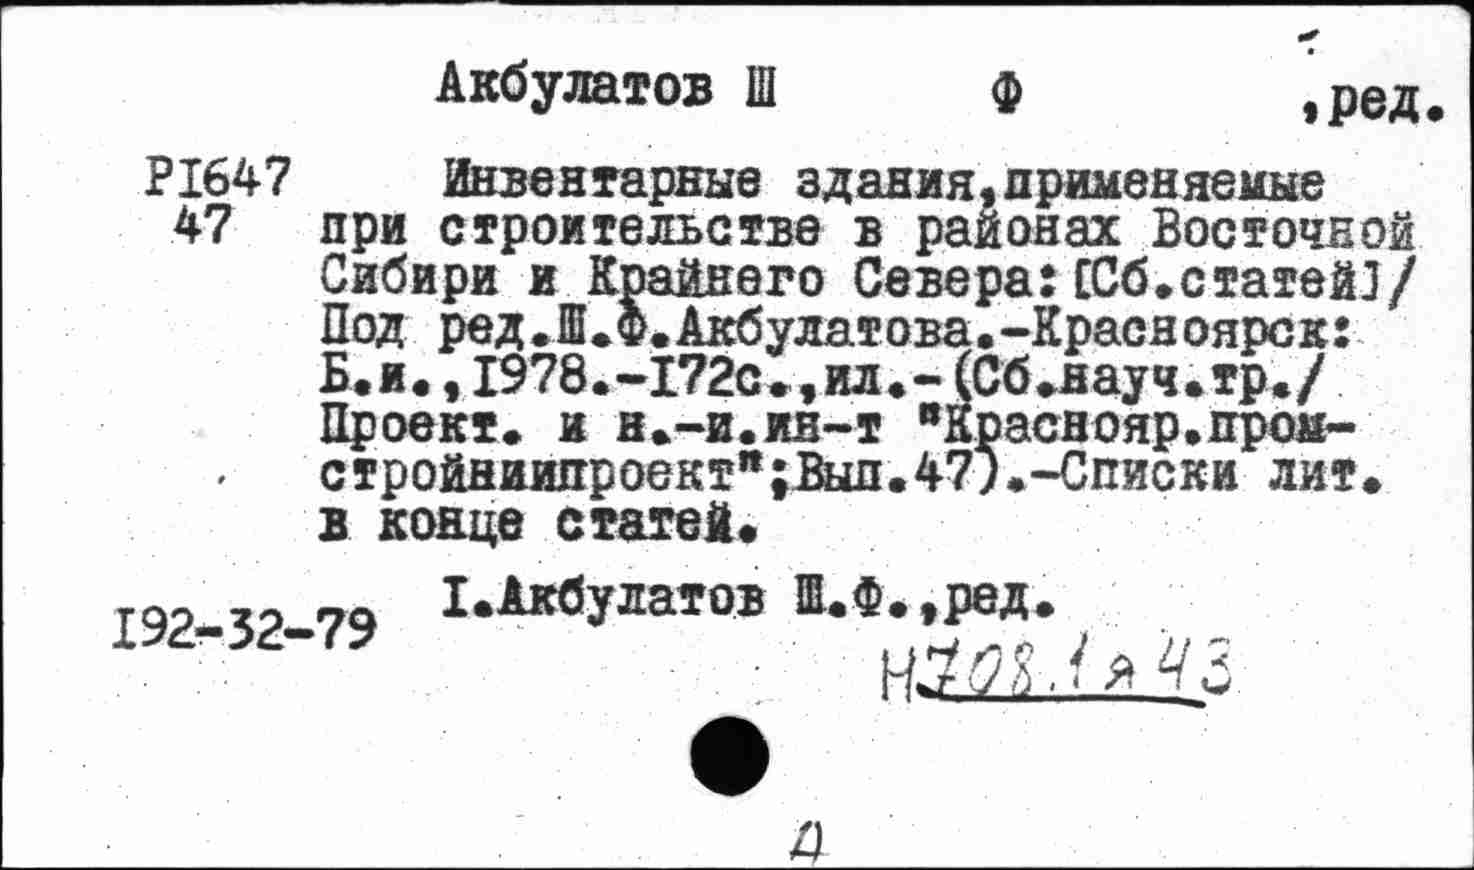 Акбулатов Ш Ф ,ред.
Р1647
47
Инвентарные здания,применяемые
при строительстве в районах Восточной
Сибири и Крайнего Севера:[Сб.статей]/
Под ред.Ш.Ф.Акбулатова.-Красноярск:
Б.и.,1978.-172с.,ил.-(Сб.науч.тр./
Проект. и н.-и.ин-т "Краснояр.пром-
стройниипроект";Вып.47).-Списки лит.
в конце статей.
1.Акбулатов Ш.Ф.,ред.
192-32-79
Н708.1я43
Д